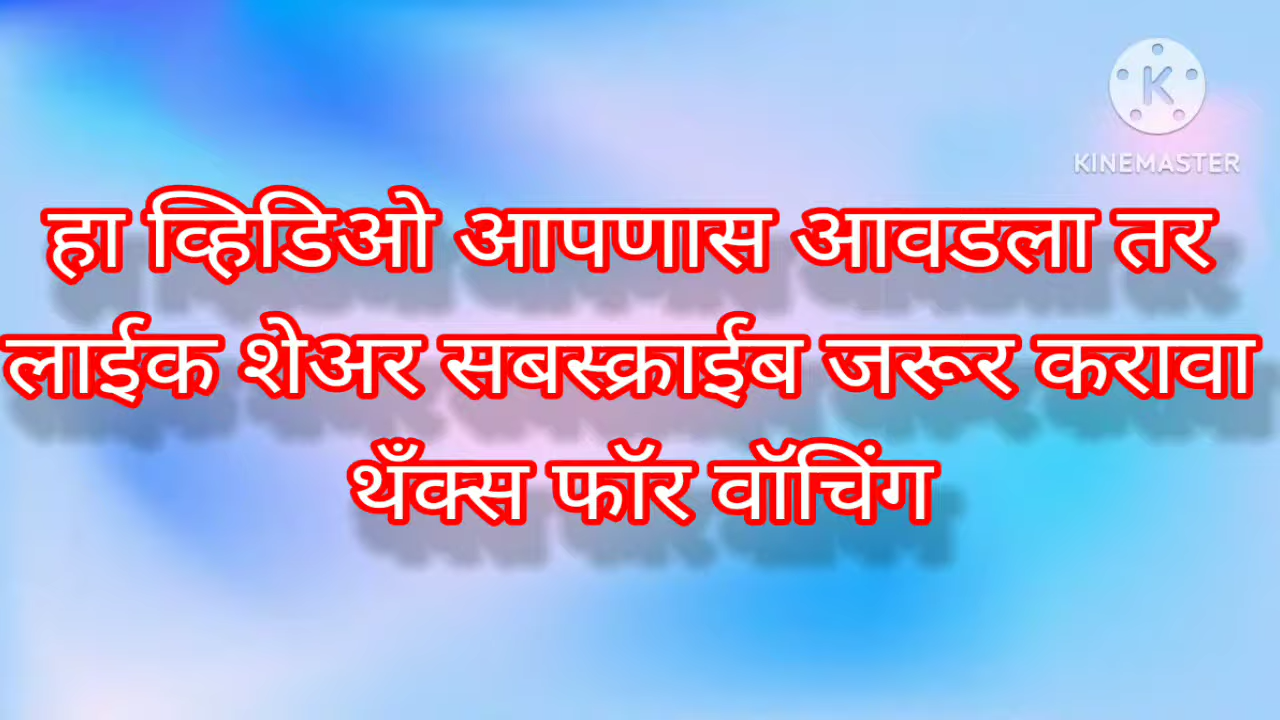 KINEMASTER
हा व्हिडिओ आपणास आवडला तर
लाईक शेअर सबस्क्राईब जरूर करावा
थँक्स फॉर वॉचिंग